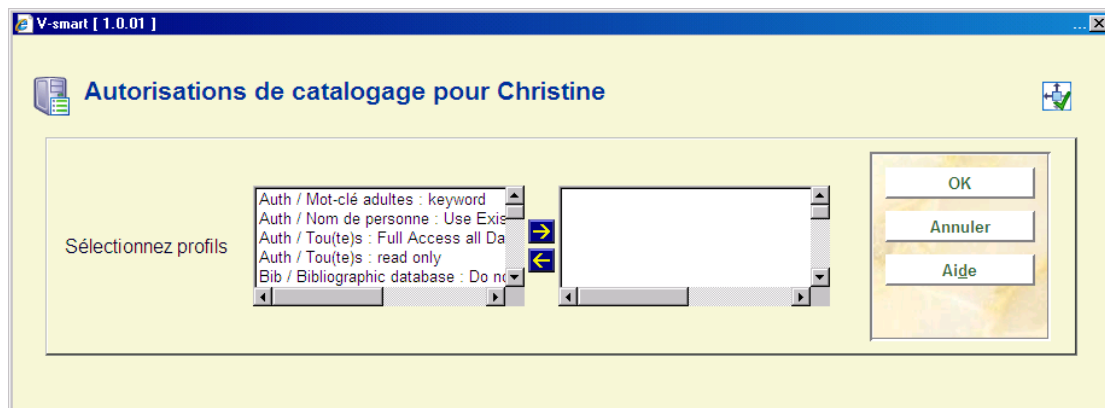 V-smart [ 1.0.01 ]
...
Autorisations de catalogage pour Christine
Sélectionnez profils
Auth / Mot-clé adultes : keyword
Auth / Nom de personne : Use Exis
Auth / Tou(te)s : Full Access all Da
Auth / Tou(te)s : read only
Bib / Bibliographic database : Do no
OK
Annuler
Aide